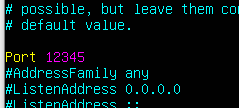 # possible, but leave them co
# default value.
Port 12345
#AddressFamily any
#ListenAddress 0.0.0.0
#ListenAddress ::